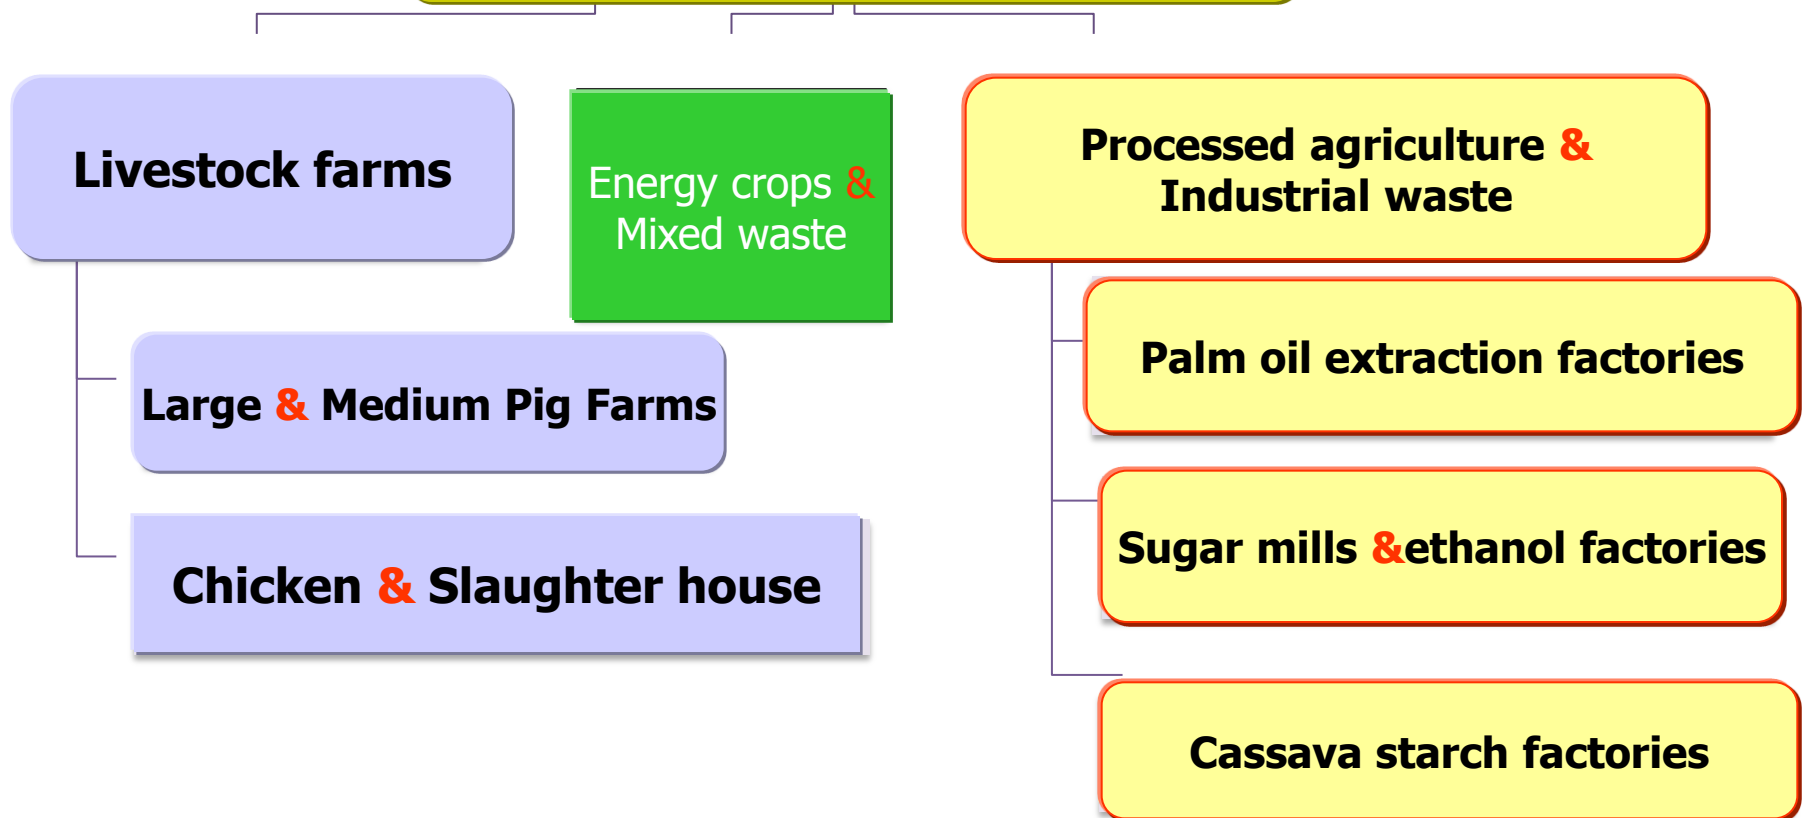 Livestock farms
Energy crops &
Mixed waste
Processed agriculture &
Industrial waste
Large & Medium Pig Farms
Chicken & Slaughter house
Palm oil extraction factories
Sugar mills &ethanol factories
Cassava starch factories